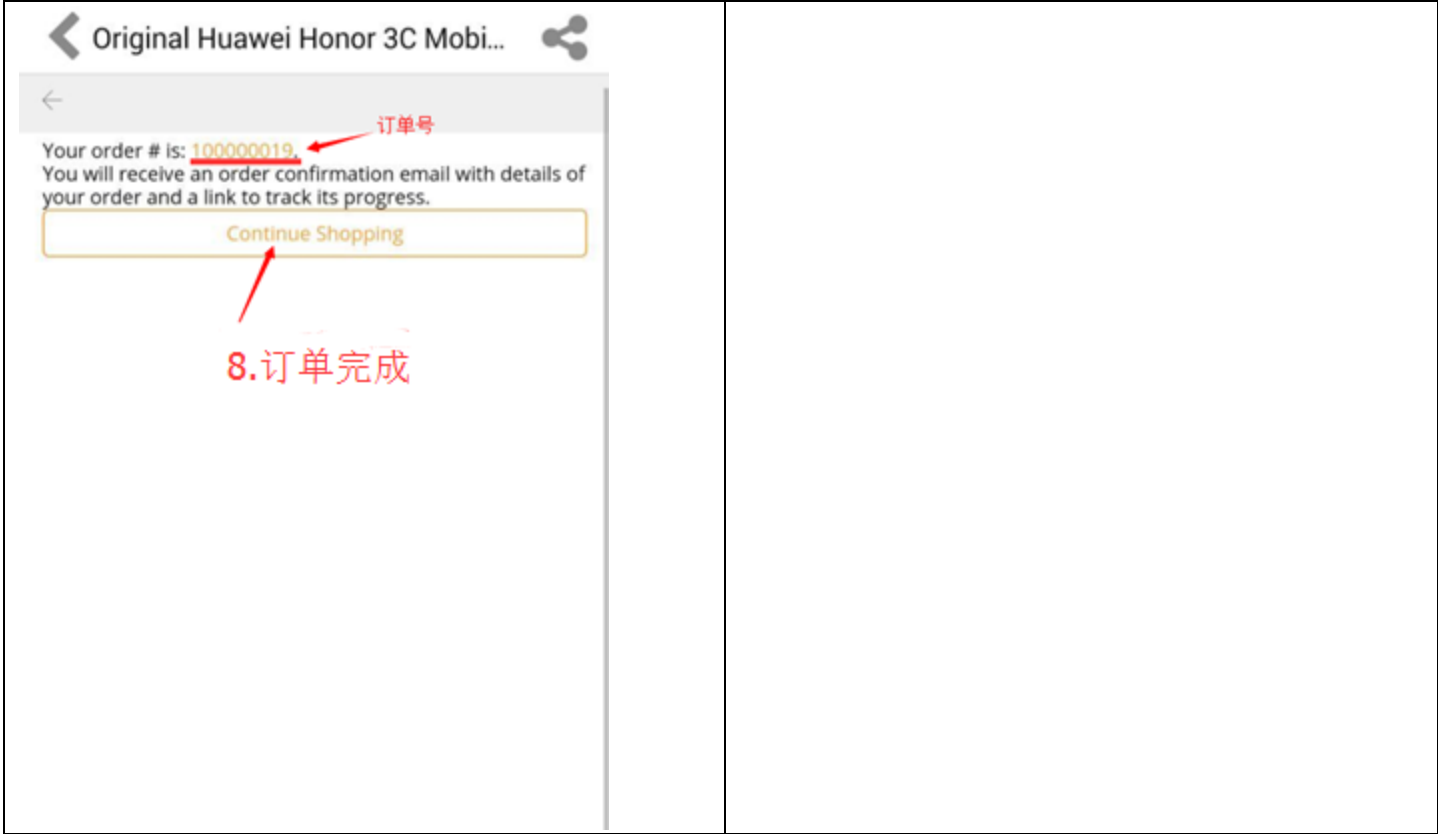 Original Huawei Honor 3C Mobi...
订单号
Your order # is: 100000019.
You will receive an order confirmation email with details of
your order and a link to track its progress.
Continue Shopping
8.订单完成